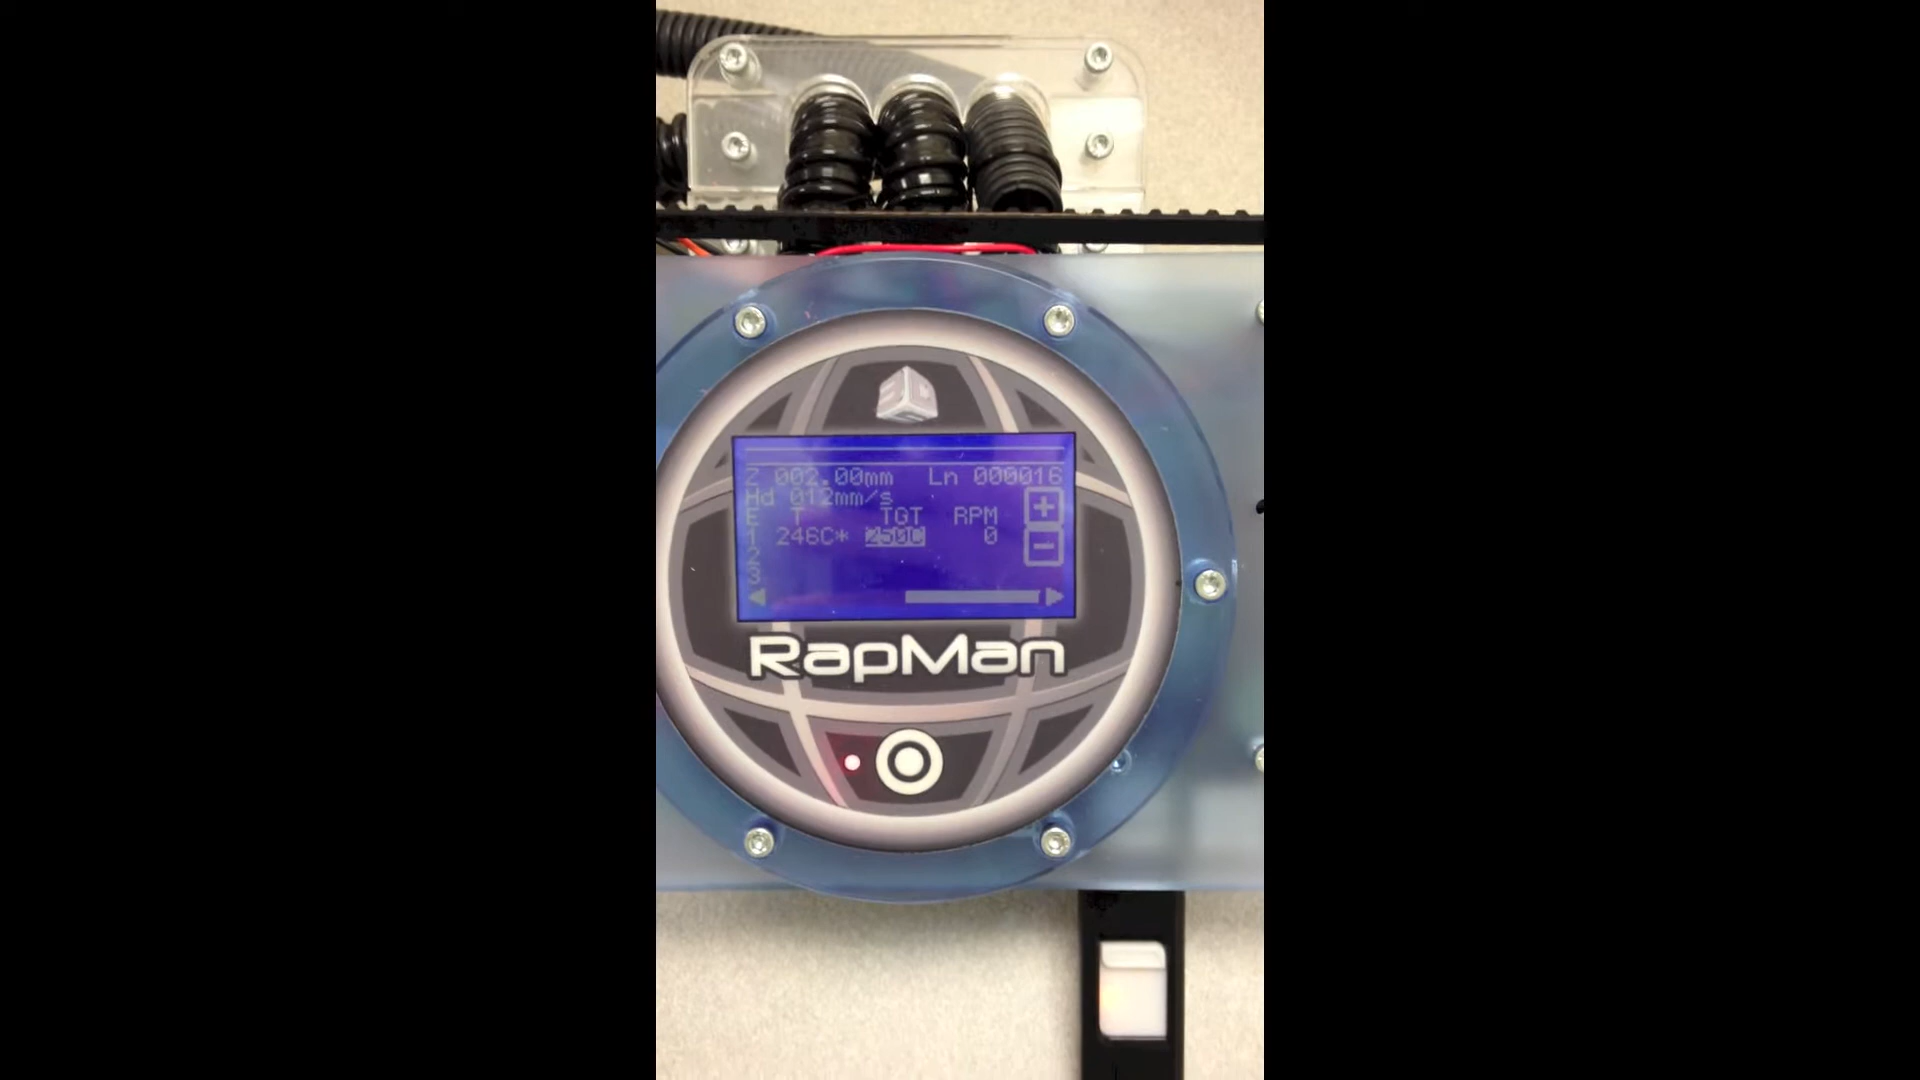 Z 002.00mm Ln 000016
Hd 012mm/s
E T TGT RPM
1 246C* 250C 0
2
3
RapMan